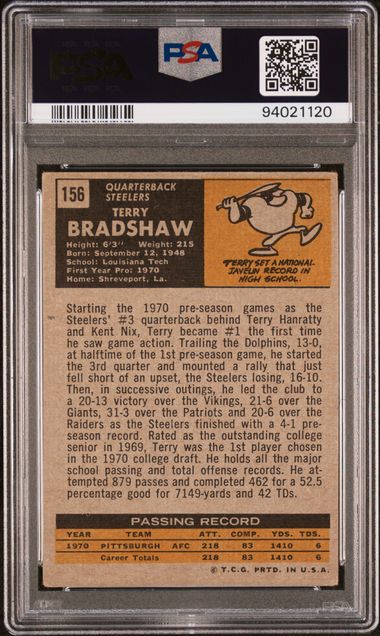 PSA
PSA
94021120
156
QUARTERBACK
STEELERS
TERRY
BRADSHAW
Height: 6'3" Weight: 215
Born: September 12, 1948
School: Louisiana Tech
First Year Pro: 1970
Home: Shreveport, La.
TERRY SET A NATIONAL
JAVELIN RECORD IN
HIGH SCHOOL.
Starting the 1970 pre-season games as the
Steelers' #3 quarterback behind Terry Hanratty
and Kent Nix, Terry became #1 the first time
he saw game action. Trailing the Dolphins, 13-0,
at halftime of the 1st pre-season game, he started
the 3rd quarter and mounted a rally that just
fell short of an upset, the Steelers losing, 16-10.
Then, in successive outings, he led the club to
a 20-13 victory over the Vikings, 21-6 over the
Giants, 31-3 over the Patriots and 20-6 over the
Raiders as the Steelers finished with a 4-1 pre-
season record. Rated as the outstanding college
senior in 1969, Terry was the 1st player chosen
in the 1970 college draft. He holds all the major
school passing and total offense records. He at-
tempted 879 passes and completed 462 for a 52.5
percentage good for 7149-yards and 42 TDs.
PASSING RECORD
YEAR TEAM ATT. COMP. YDS. TDS.
1970 PITTSBURGH AFC 218 83 1410 6
Career Totals 218 83 1410 6
© T.C.G. PRTD. IN U.S.A.